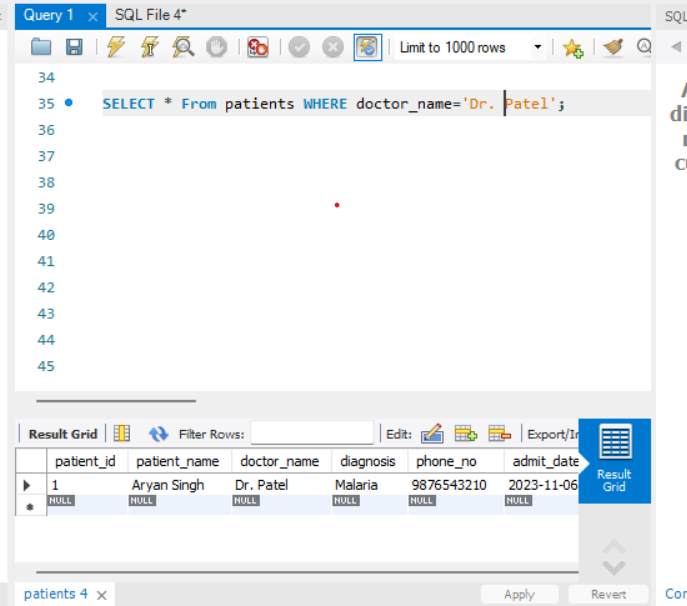 Query 1 × SQL File 4*
SQL
Limit to 1000 rows
34
35 SELECT * From patients WHERE doctor_name='Dr. Patel';
36
37
38
39
40
41
42
43
44
45
Result Grid Filter Rows: Edit: Export/Im
patient_id patient_name doctor_name diagnosis phone_no admit_date
1 Aryan Singh Dr. Patel Malaria 9876543210 2023-11-06
NULL NULL NULL NULL NULL NULL
Result
Grid
patients 4 × Apply Revert